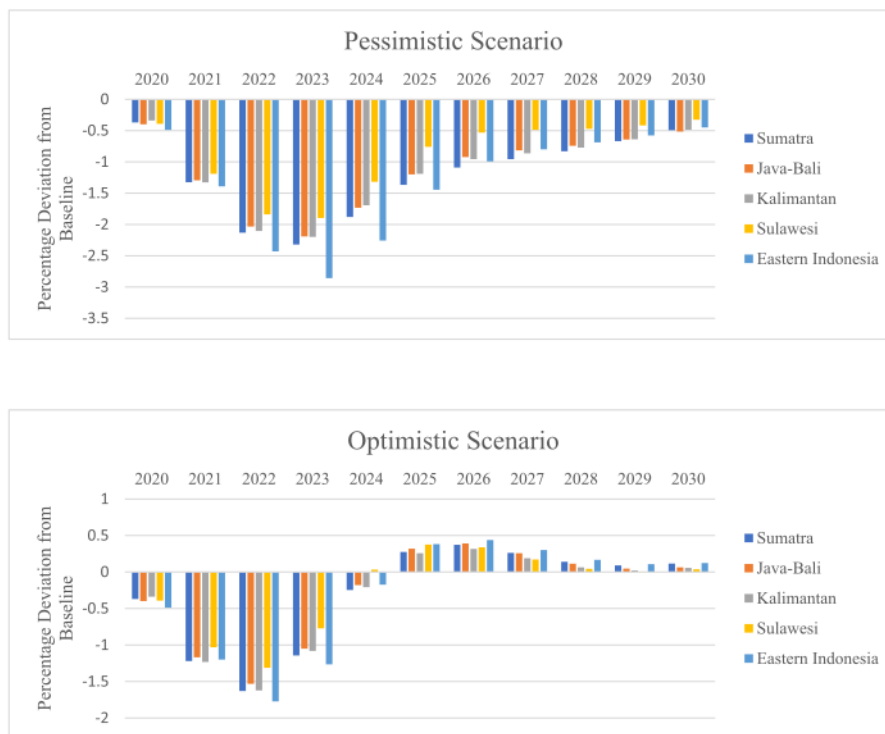 Pessimistic Scenario
2020 2021 2022 2023 2024 2025 2026 2027 2028 2029 2030
0
-0.5
-1
-1.5
-2
-2.5
-3
-3.5
Percentage Deviation from
Baseline
Sumatra
Java-Bali
Kalimantan
Sulawesi
Eastern Indonesia
Optimistic Scenario
2020 2021 2022 2023 2024 2025 2026 2027 2028 2029 2030
1
0.5
0
-0.5
-1
-1.5
-2
Percentage Deviation from
Baseline
Sumatra
Java-Bali
Kalimantan
Sulawesi
Eastern Indonesia